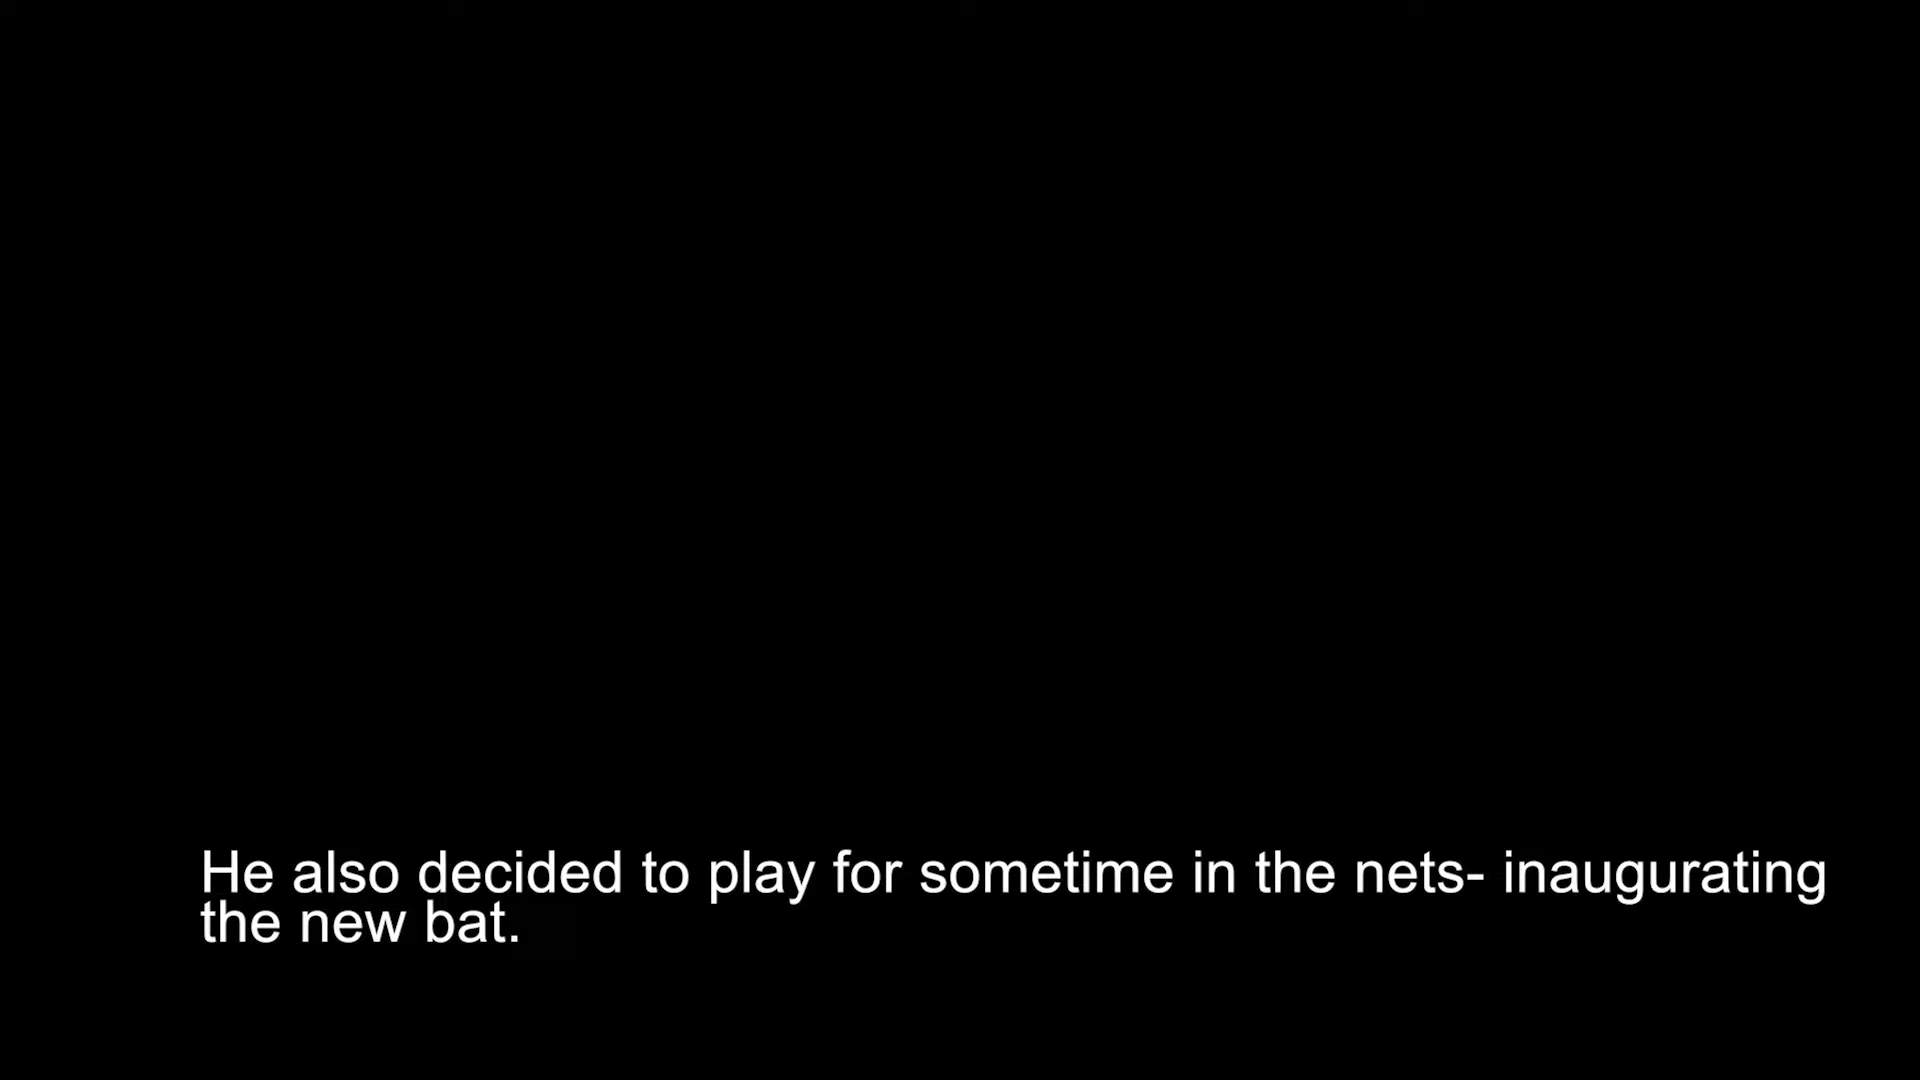 He also decided to play for sometime in the nets- inaugurating
the new bat.